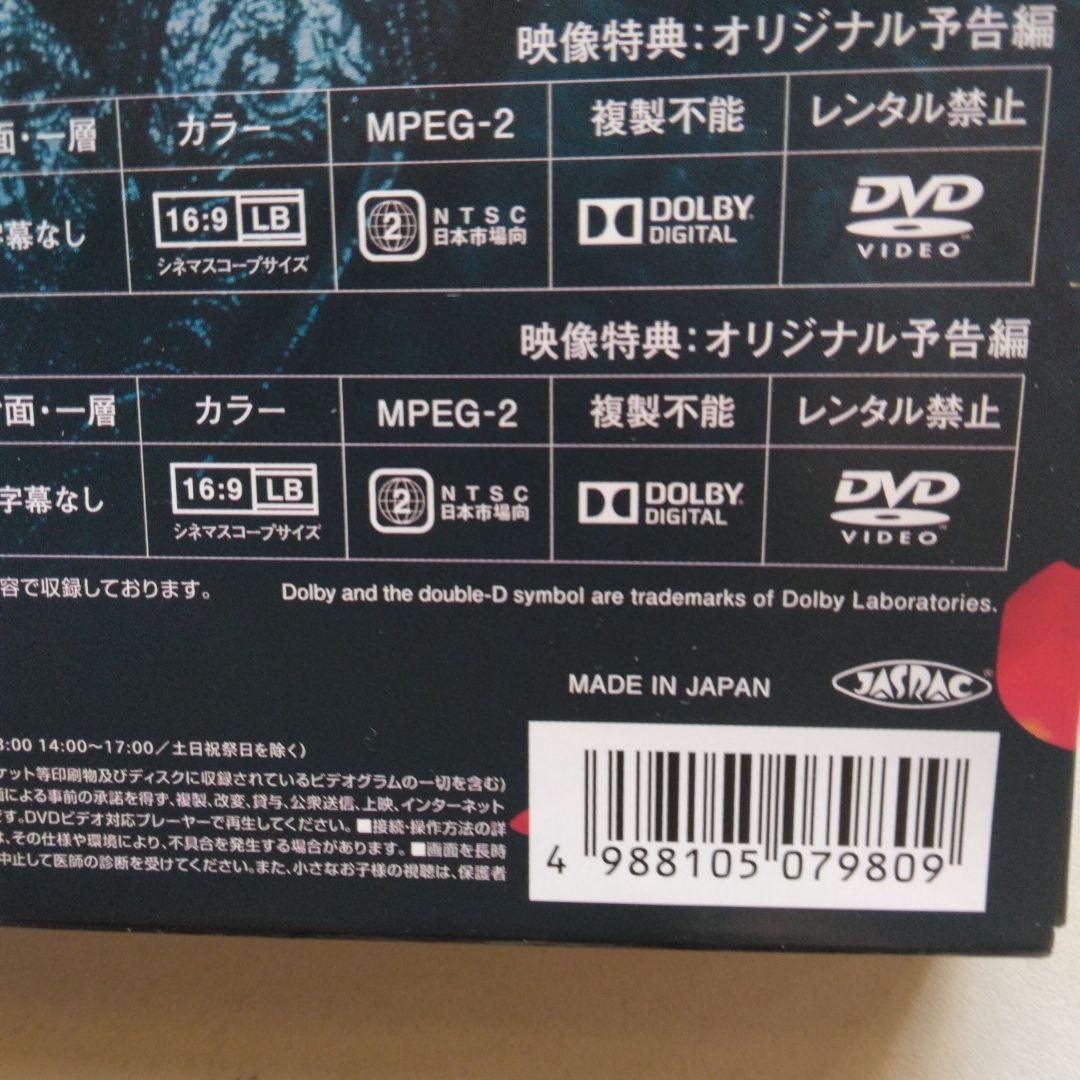 映像特典:オリジナル予告編
面・一層 カラー MPEG-2 複製不能 レンタル禁止
字幕なし 16:9 LB シネマスコープサイズ 2 NTSC 日本市場向 DOLBY DIGITAL DVD VIDEO
映像特典:オリジナル予告編
面・一層 カラー MPEG-2 複製不能 レンタル禁止
字幕なし 16:9 LB シネマスコープサイズ 2 NTSC 日本市場向 DOLBY DIGITAL DVD VIDEO
容で収録しております。 Dolby and the double-D symbol are trademarks of Dolby Laboratories.
MADE IN JAPAN JASRAC
3:00 14:00～17:00／土日祝祭日を除く)
ケット等印刷物及びディスクに収録されているビデオグラムの一切を含む)
面による事前の承諾を得ず、複製、改変、貸与、公衆送信、上映、インターネット
です。DVDビデオ対応プレーヤーで再生してください。■接続・操作方法の詳
は、その仕様や環境により、不具合を発生する場合があります。■画面を長時
中止して医師の診断を受けてください。また、小さなお子様の視聴は、保護者
4 988105 079809